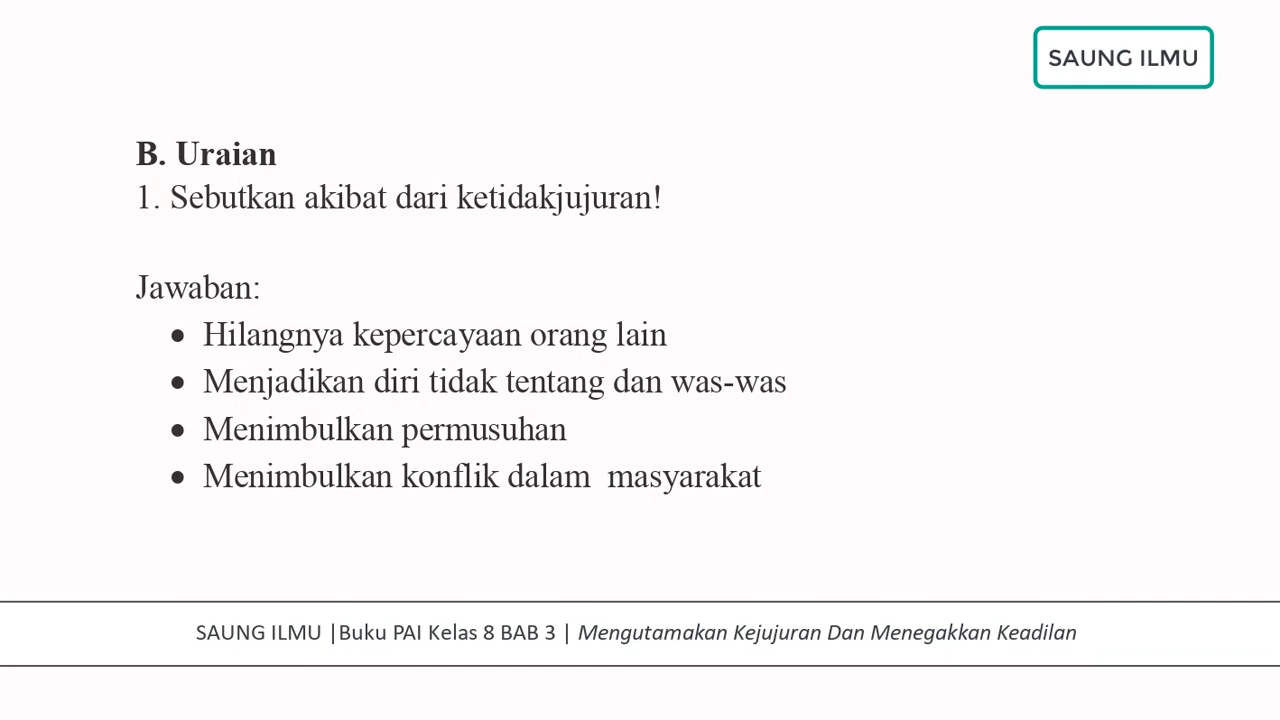 SAUNG ILMU
B. Uraian
1. Sebutkan akibat dari ketidakjujuran!
Jawaban:
• Hilangnya kepercayaan orang lain
• Menjadikan diri tidak tentang dan was-was
• Menimbulkan permusuhan
• Menimbulkan konflik dalam  masyarakat
SAUNG ILMU |Buku PAI Kelas 8 BAB 3 | Mengutamakan Kejujuran Dan Menegakkan Keadilan